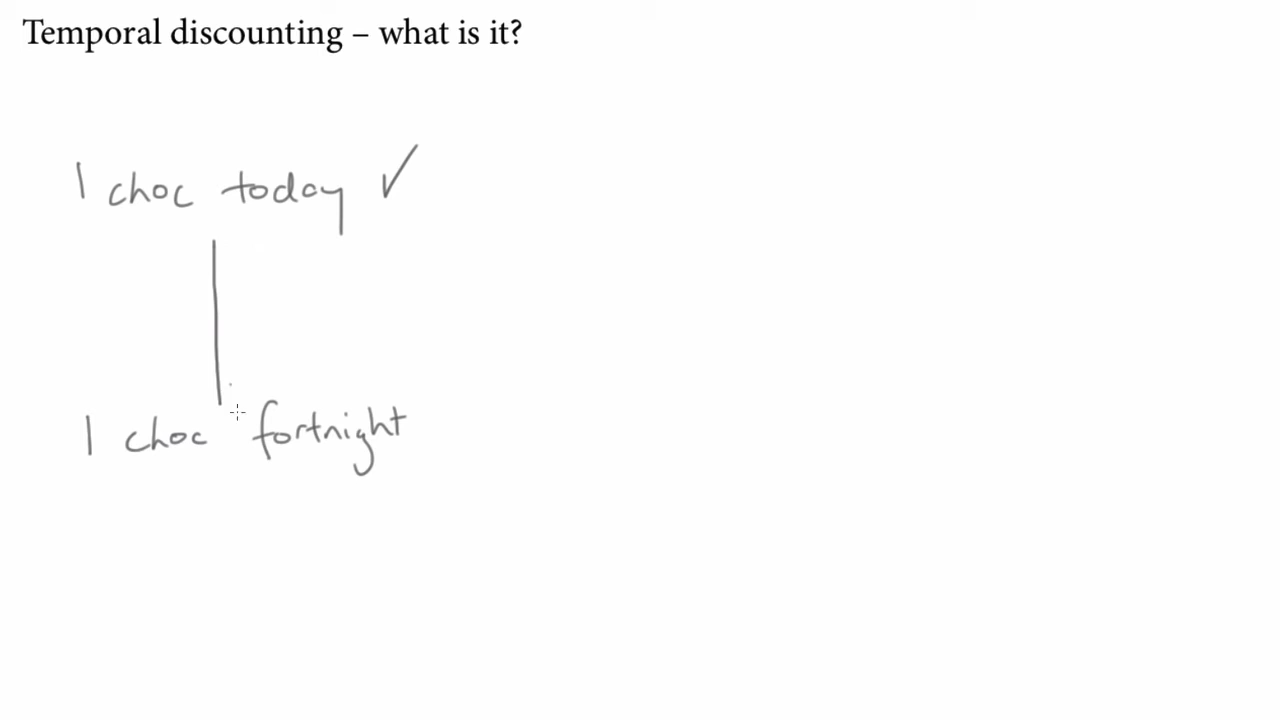 Temporal discounting – what is it?
1 choc today ✓
1 choc fortnight